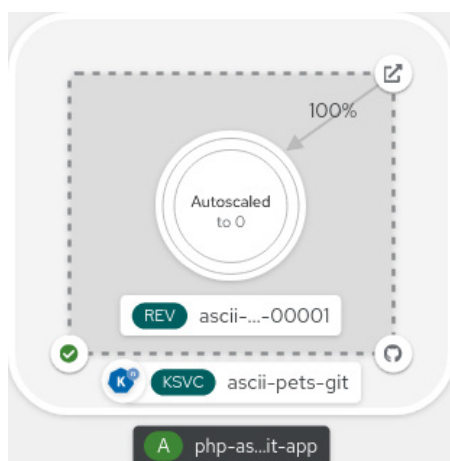 100%
Autoscaled
to 0
REV ascii-...-00001
K
KSVC ascii-pets-git
A php-as...it-app